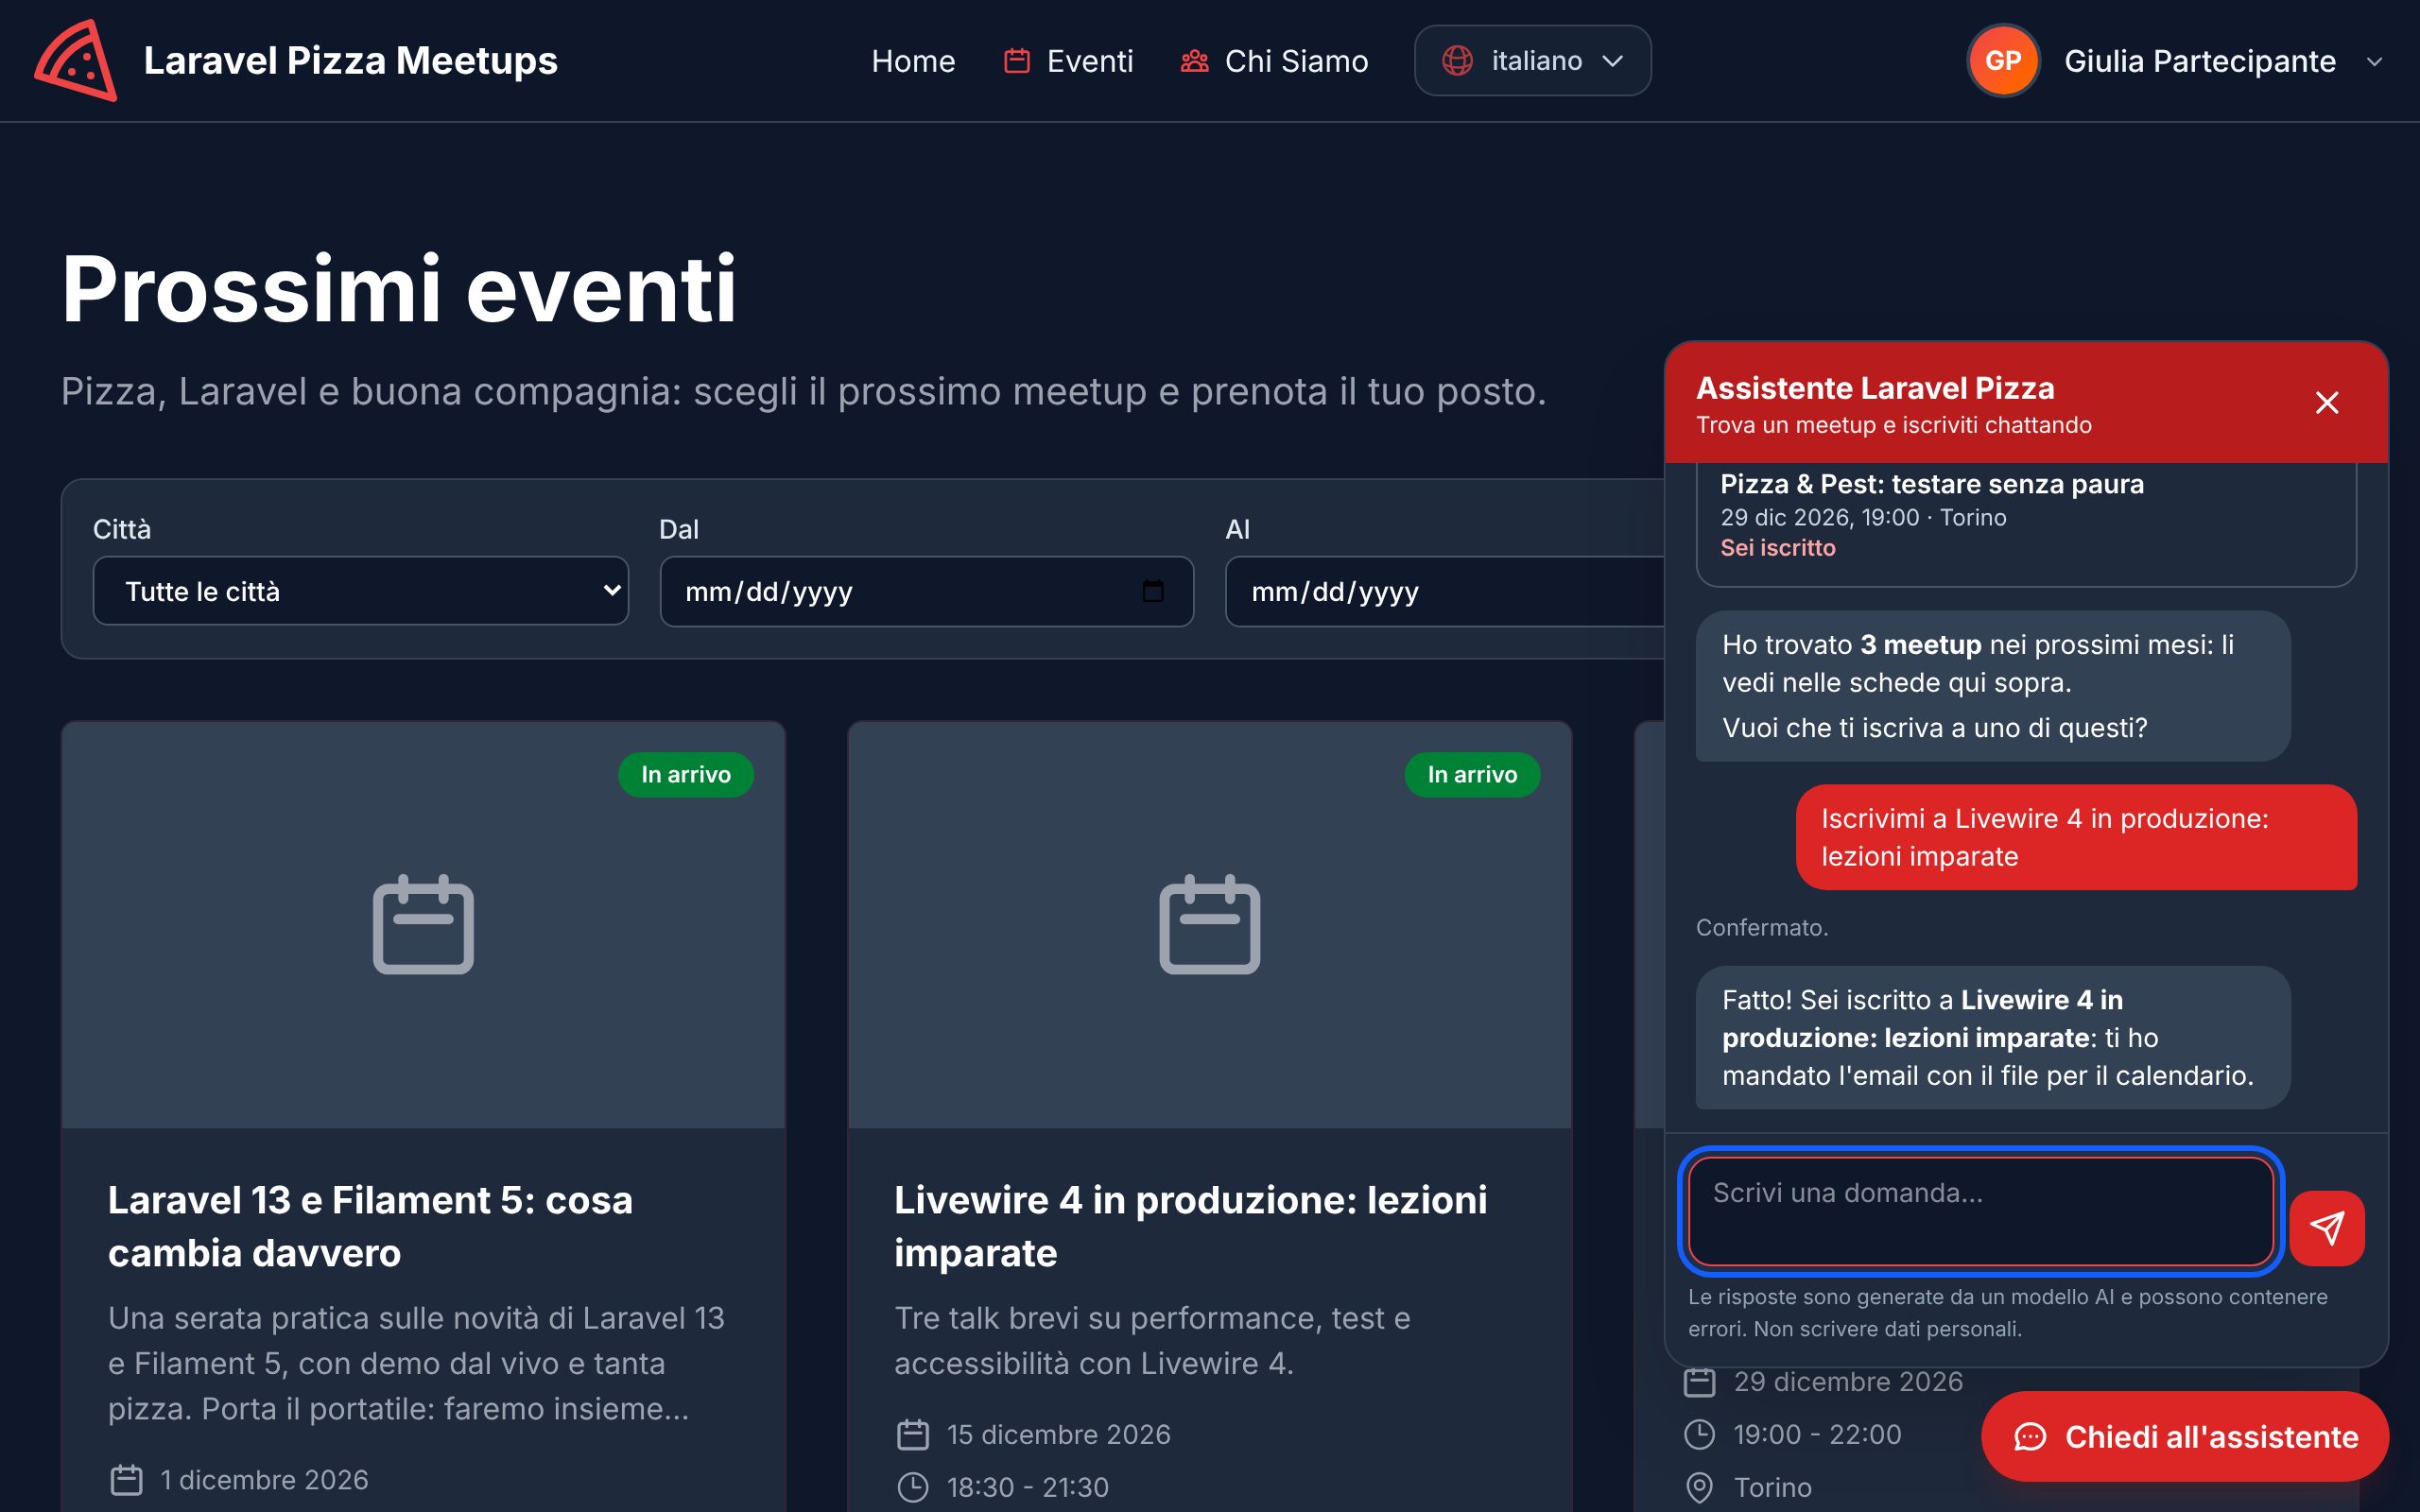 Laravel Pizza Meetups
Home
Eventi
Chi Siamo
italiano
GP
Giulia Partecipante
Prossimi eventi
Pizza, Laravel e buona compagnia: scegli il prossimo meetup e prenota il tuo posto.
Città
Dal
Al
Tutte le città
mm/dd/yyyy
mm/dd/yyyy
In arrivo
Laravel 13 e Filament 5: cosa
cambia davvero
Una serata pratica sulle novità di Laravel 13
e Filament 5, con demo dal vivo e tanta
pizza. Porta il portatile: faremo insieme...
1 dicembre 2026
In arrivo
Livewire 4 in produzione: lezioni
imparate
Tre talk brevi su performance, test e
accessibilità con Livewire 4.
15 dicembre 2026
18:30 - 21:30
29 dicembre 2026
19:00 - 22:00
Torino
Assistente Laravel Pizza
Trova un meetup e iscriviti chattando
Pizza & Pest: testare senza paura
29 dic 2026, 19:00 · Torino
Sei iscritto
Ho trovato 3 meetup nei prossimi mesi: li
vedi nelle schede qui sopra.
Vuoi che ti iscriva a uno di questi?
Iscrivimi a Livewire 4 in produzione:
lezioni imparate
Confermato.
Fatto! Sei iscritto a Livewire 4 in
produzione: lezioni imparate: ti ho
mandato l'email con il file per il calendario.
Scrivi una domanda...
Le risposte sono generate da un modello AI e possono contenere
errori. Non scrivere dati personali.
Chiedi all'assistente